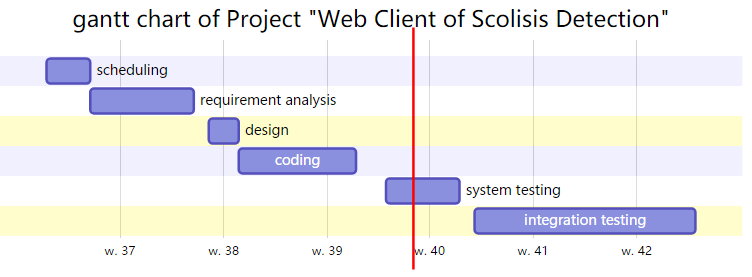 gantt chart of Project "Web Client of Scolisis Detection"
scheduling
requirement analysis
design
coding
system testing
integration testing
w. 37 w. 38 w. 39 w. 40 w. 41 w. 42